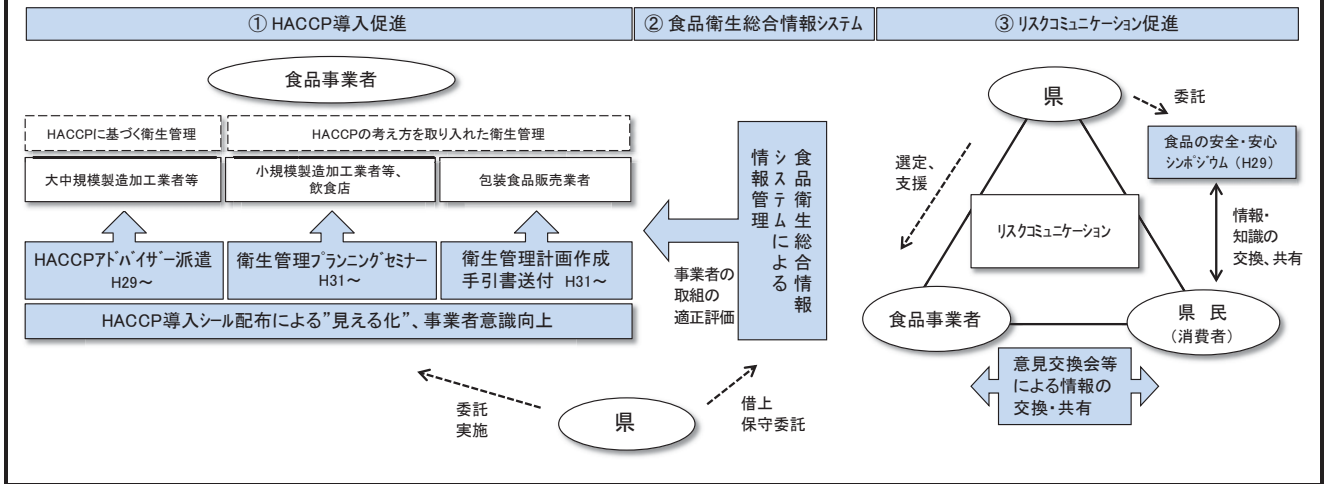 ① HACCP導入促進
② 食品衛生総合情報システム
③ リスクコミュニケーション促進
食品事業者
HACCPに基づく衛生管理
HACCPの考え方を取り入れた衛生管理
大中規模製造加工業者等
小規模製造加工業者等、
飲食店
包装食品販売業者
HACCPアドバイザー派遣
H29～
衛生管理プランニングセミナー
H31～
衛生管理計画作成
手引書送付 H31～
HACCP導入シール配布による”見える化”、事業者意識向上
事業者の
取組の
適正評価
食品衛生総合情報
システムによる
情報管理
委託
実施
県
借上
保守委託
県
委託
食品の安全・安心
シンポジウム（H29）
選定、
支援
リスクコミュニケーション
情報・
知識の
交換、共有
食品事業者
県 民
（消費者）
意見交換会等
による情報の
交換・共有